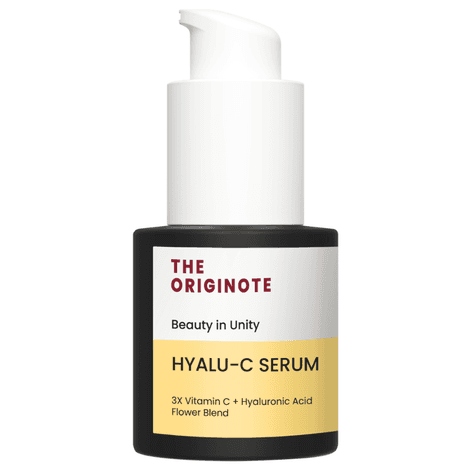 THE
ORIGINOTE
Beauty in Unity
HYALU-C SERUM
3X Vitamin C + Hyaluronic Acid
Flower Blend